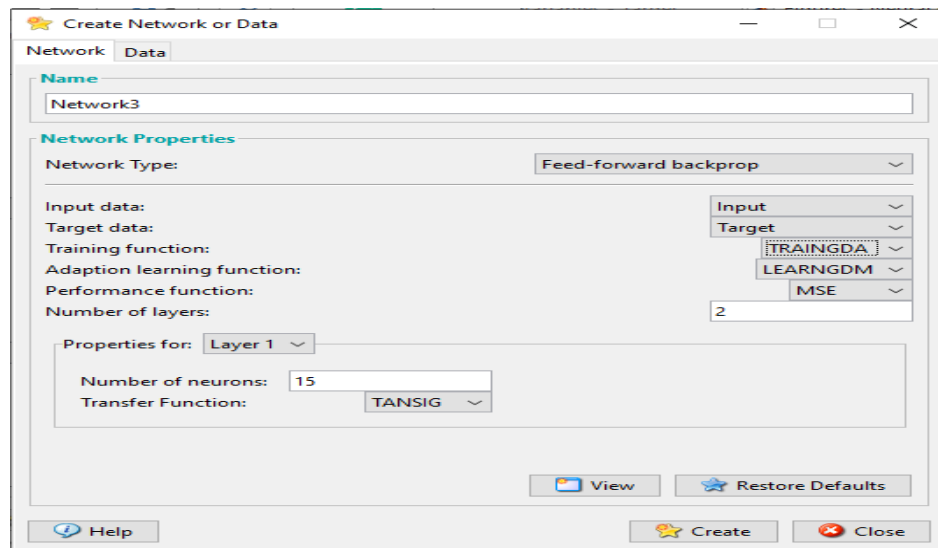 Create Network or Data
Network Data
Name
Network3
Network Properties
Network Type: Feed-forward backprop
Input data: Input
Target data: Target
Training function: TRAINGDA
Adaption learning function: LEARNGDM
Performance function: MSE
Number of layers: 2
Properties for: Layer 1
Number of neurons: 15
Transfer Function: TANSIG
View Restore Defaults
Help Create Close